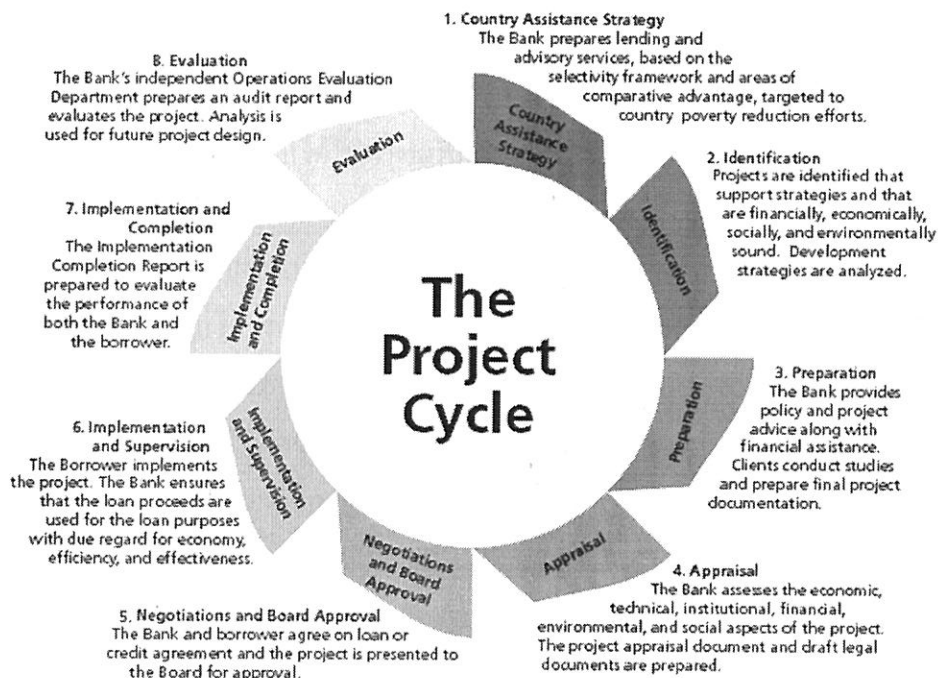 1. Country Assistance Strategy
The Bank prepares lending and
advisory services, based on the
selectivity framework and areas of
comparative advantage, targeted to
country poverty reduction efforts.
Country
Assistance
Strategy
2. Identification
Projects are identified that
support strategies and that
are financially, economically,
socially, and environmentally
sound. Development
strategies are analyzed.
Identification
3. Preparation
The Bank provides
policy and project
advice along with
financial assistance.
Clients conduct studies
and prepare final project
documentation.
Preparation
4. Appraisal
The Bank assesses the economic,
technical, institutional, financial,
environmental, and social aspects of the project.
The project appraisal document and draft legal
documents are prepared.
Appraisal
5. Negotiations and Board Approval
The Bank and borrower agree on loan or
credit agreement and the project is presented to
the Board for approval.
Negotiations
and Board
Approval
6. Implementation
and Supervision
The Borrower implements
the project. The Bank ensures
that the loan proceeds are
used for the loan purposes
with due regard for economy,
efficiency, and effectiveness.
Implementation
and Supervision
7. Implementation and
Completion
The Implementation
Completion Report is
prepared to evaluate
the performance of
both the Bank and
the borrower.
Implementation
and Completion
8. Evaluation
The Bank's independent Operations Evaluation
Department prepares an audit report and
evaluates the project. Analysis is
used for future project design.
Evaluation
The
Project
Cycle